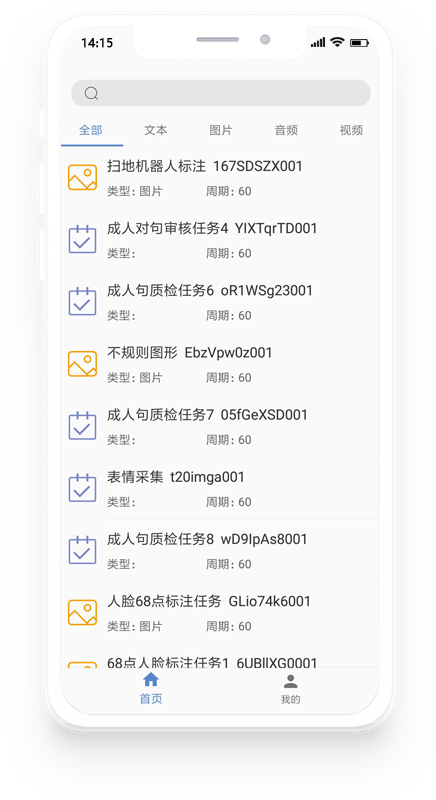 14:15
全部 文本 图片 音频 视频
扫地机器人标注 167SDSZX001
类型: 图片 周期: 60
成人对句审核任务4 YIXTqrTD001
类型: 周期: 60
成人句质检任务6 oR1WSg23001
类型: 周期: 60
不规则图形 EbzVpw0z001
类型: 图片 周期: 60
成人句质检任务7 05fGeXSD001
类型: 周期: 60
表情采集 t20imga001
类型: 周期: 60
成人句质检任务8 wD9IpAs8001
类型: 周期: 60
人脸68点标注任务 GLio74k6001
类型: 图片 周期: 60
68点人脸标注任务1 6UBllXG0001
首页 我的